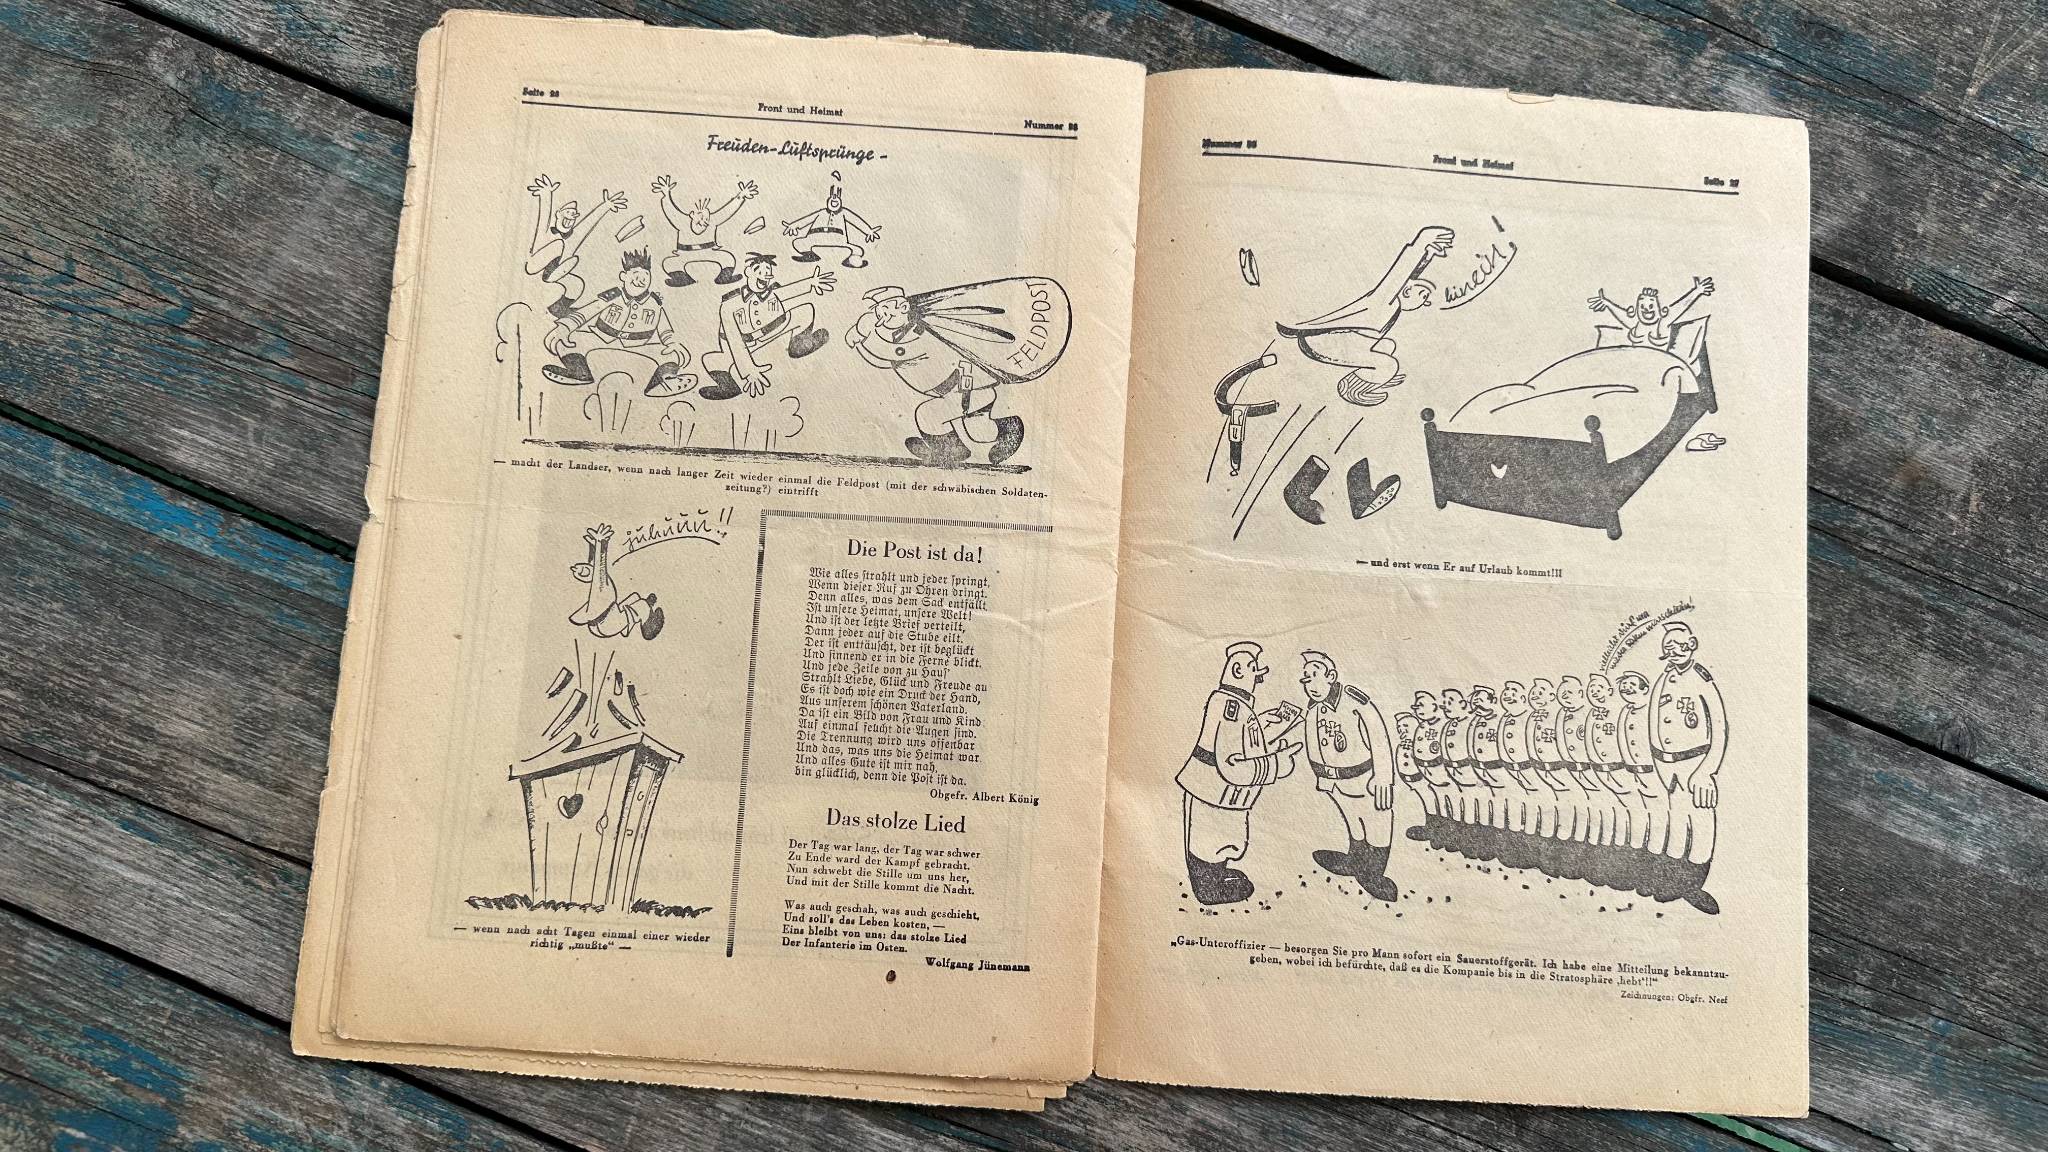 Seite 26
Front und Heimat
Nummer 88
Freuden-Luftsprünge -
FELDPOST
— macht der Landser, wenn nach langer Zeit wieder einmal die Feldpost (mit der schwäbischen Soldaten-
zeitung?) eintrifft
juhuuu!!
— wenn nach acht Tagen einmal einer wieder
richtig „mußte“ —
Die Post ist da!
Wie alles strahlt und jeder springt,
Wenn dieser Ruf zu Ohren dringt.
Denn alles, was dem Sack entfällt
Ist unsere Heimat, unsere Welt!
Und ist der letzte Brief verteilt,
Dann jeder auf die Stube eilt.
Der ist enttäuscht, der ist beglückt
Und sinnend er in die Ferne blickt.
Und jede Zeile von zu Haus'
Strahlt Liebe, Glück und Freude au
Es ist doch wie ein Druck der Hand,
Aus unserem schönen Vaterland.
Da ist ein Bild von Frau und Kind
Auf einmal feucht die Augen sind.
Die Trennung wird uns offenbar
Und das, was uns die Heimat war
Und alles Gute ist mir nah,
bin glücklich, denn die Post ist da.
Obgefr. Albert König
Das stolze Lied
Der Tag war lang, der Tag war schwer
Zu Ende ward der Kampf gebracht.
Nun schwebt die Stille um uns her,
Und mit der Stille kommt die Nacht.
Was auch geschah, was auch geschieht,
Und soll's das Leben kosten, —
Eins bleibt von uns: das stolze Lied
Der Infanterie im Osten.
Wolfgang Jünemann
Nummer
Front und Heimat
Seite 27
hinein!
— und erst wenn Er auf Urlaub kommt!!!
„Gas-Unteroffizier — besorgen Sie pro Mann sofort ein Sauerstoffgerät. Ich habe eine Mitteilung bekanntzu-
geben, wobei ich befürchte, daß es die Kompanie bis in die Stratosphäre ‚hebt‘!!“
Zeichnungen: Obgfr. Neef